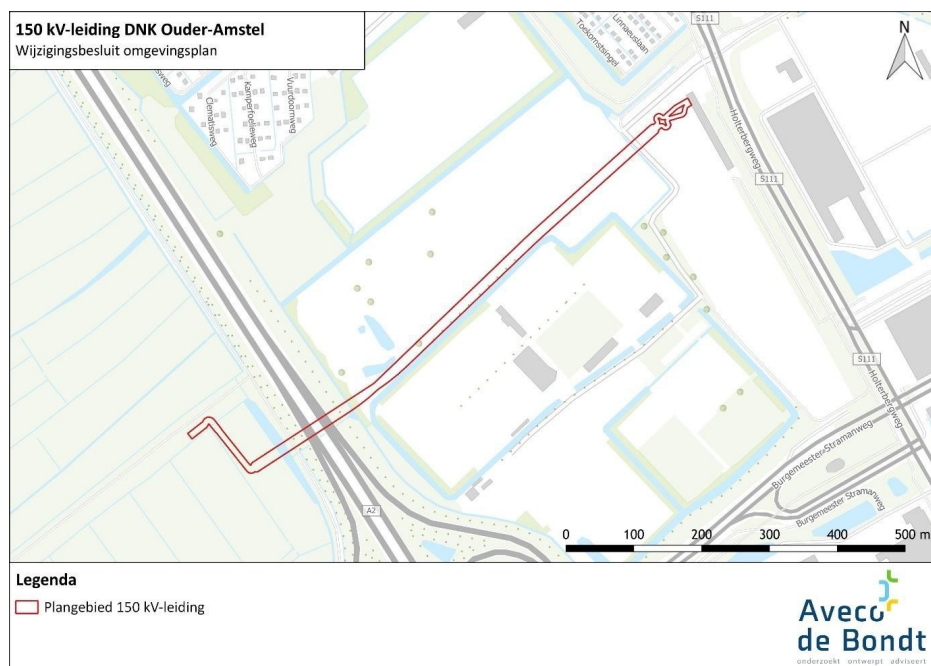 150 kV-leiding DNK Ouder-Amstel
Wijzigingsbesluit omgevingsplan
Clematisweg
Kamperfoelieweg
Vuurdoornweg
Toekomstsingel
Linnaeuslaan
S111
N
Holterbergweg
S111
S111
Holterbergweg
Burgemeester Stramanweg
Burgemeester Stramanweg
A2
0 100 200 300 400 500 m
Legenda
Plangebied 150 kV-leiding
Aveco
de Bondt
onderzoekt ontwerpt adviseert